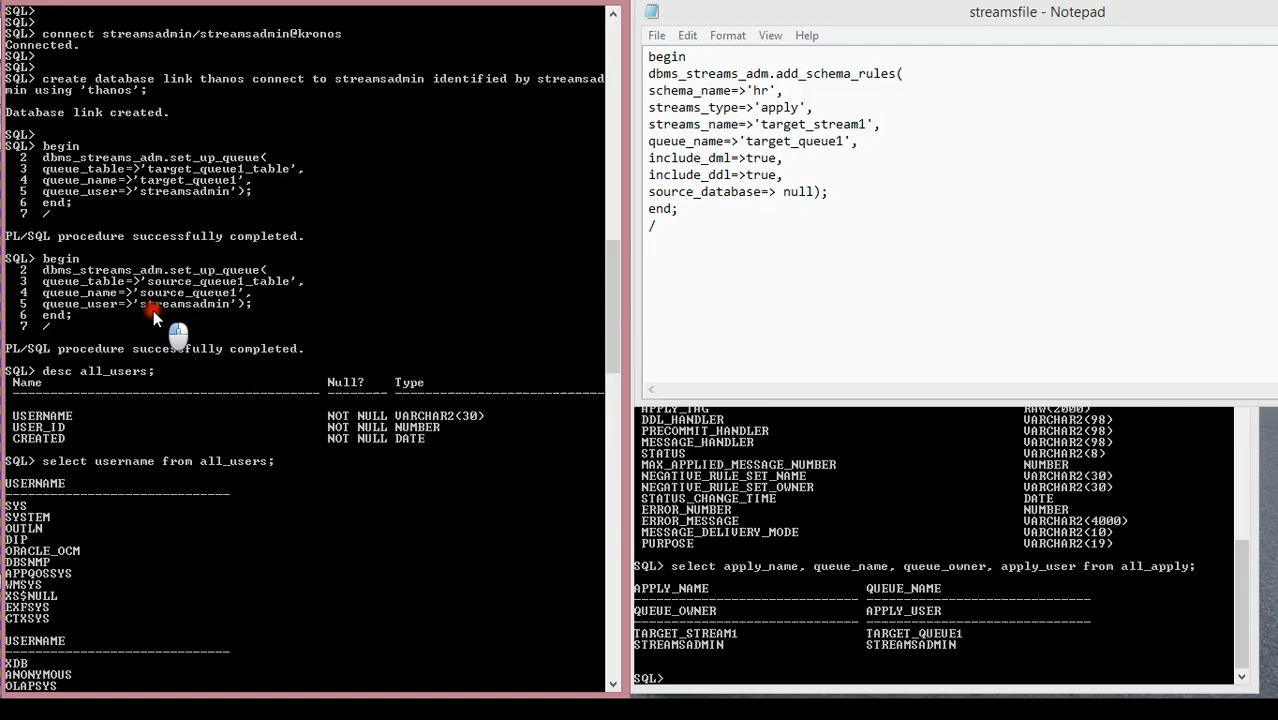 SQL>
SQL>
SQL> connect streamsadmin/streamsadmin@kronos
Connected.
SQL>
SQL>
SQL> create database link thanos connect to streamsadmin identified by streamsad
min using 'thanos';
Database link created.
SQL>
SQL> begin
2 dbms_streams_adm.set_up_queue(
3 queue_table=>'target_queue1_table',
4 queue_name=>'target_queue1',
5 queue_user=>'streamsadmin');
6 end;
7 /
PL/SQL procedure successfully completed.
SQL> begin
2 dbms_streams_adm.set_up_queue(
3 queue_table=>'source_queue1_table',
4 queue_name=>'source_queue1',
5 queue_user=>'streamsadmin');
6 end;
7 /
PL/SQL procedure successfully completed.
SQL> desc all_users;
Name Null? Type
USERNAME NOT NULL VARCHAR2(30)
USER_ID NOT NULL NUMBER
CREATED NOT NULL DATE
SQL> select username from all_users;
USERNAME
SYS
SYSTEM
OUTLN
DIP
ORACLE_OCM
DBSNMP
APPQOSSYS
WMSYS
XS$NULL
EXFSYS
CTXSYS
USERNAME
XDB
ANONYMOUS
OLAPSYS
streamsfile - Notepad
File Edit Format View Help
begin
dbms_streams_adm.add_schema_rules(
schema_name=>'hr',
streams_type=>'apply',
streams_name=>'target_stream1',
queue_name=>'target_queue1',
include_dml=>true,
include_ddl=>true,
source_database=> null);
end;
/
APPLY_TAG RAW(2000)
DDL_HANDLER VARCHAR2(98)
PRECOMMIT_HANDLER VARCHAR2(98)
MESSAGE_HANDLER VARCHAR2(98)
STATUS VARCHAR2(8)
MAX_APPLIED_MESSAGE_NUMBER NUMBER
NEGATIVE_RULE_SET_NAME VARCHAR2(30)
NEGATIVE_RULE_SET_OWNER VARCHAR2(30)
STATUS_CHANGE_TIME DATE
ERROR_NUMBER NUMBER
ERROR_MESSAGE VARCHAR2(4000)
MESSAGE_DELIVERY_MODE VARCHAR2(10)
PURPOSE VARCHAR2(19)
SQL> select apply_name, queue_name, queue_owner, apply_user from all_apply;
APPLY_NAME QUEUE_NAME
QUEUE_OWNER APPLY_USER
TARGET_STREAM1 TARGET_QUEUE1
STREAMSADMIN STREAMSADMIN
SQL>